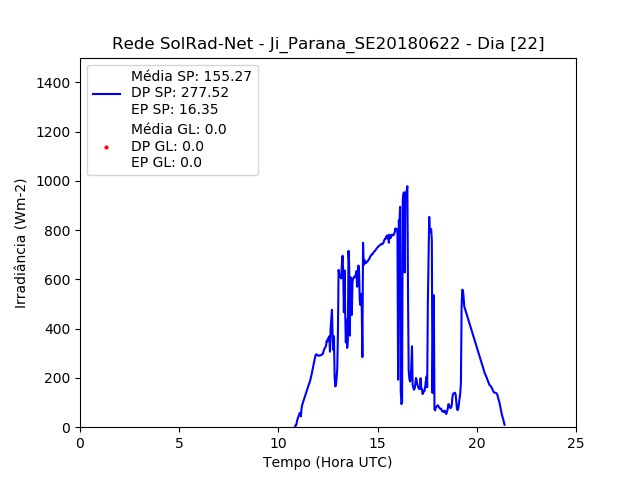 Rede SolRad-Net - Ji_Parana_SE20180622 - Dia [22]
Média SP: 155.27
DP SP: 277.52
EP SP: 16.35
Média GL: 0.0
DP GL: 0.0
EP GL: 0.0
1400
1200
1000
800
600
400
200
0
Irradiância (Wm-2)
0 5 10 15 20 25
Tempo (Hora UTC)